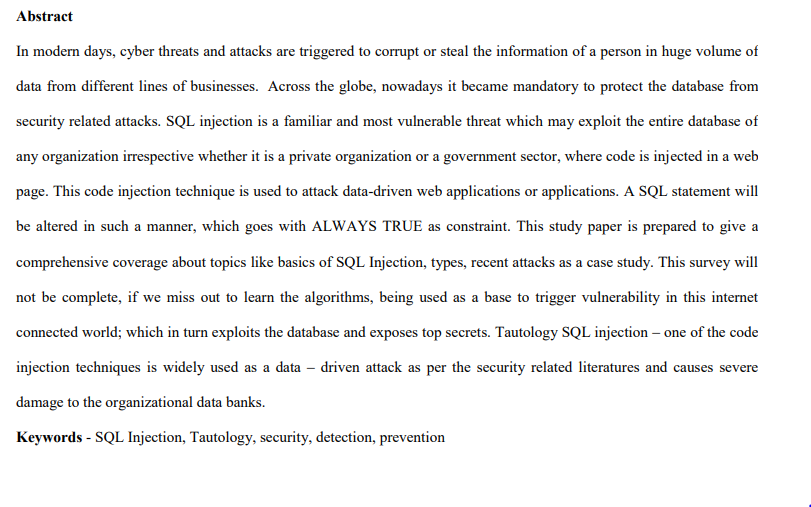 Abstract
In modern days, cyber threats and attacks are triggered to corrupt or steal the information of a person in huge volume of
data from different lines of businesses.  Across the globe, nowadays it became mandatory to protect the database from
security related attacks. SQL injection is a familiar and most vulnerable threat which may exploit the entire database of
any organization irrespective whether it is a private organization or a government sector, where code is injected in a web
page. This code injection technique is used to attack data-driven web applications or applications. A SQL statement will
be altered in such a manner, which goes with ALWAYS TRUE as constraint. This study paper is prepared to give a
comprehensive coverage about topics like basics of SQL Injection, types, recent attacks as a case study. This survey will
not be complete, if we miss out to learn the algorithms, being used as a base to trigger vulnerability in this internet
connected world; which in turn exploits the database and exposes top secrets. Tautology SQL injection – one of the code
injection techniques is widely used as a data – driven attack as per the security related literatures and causes severe
damage to the organizational data banks.
Keywords - SQL Injection, Tautology, security, detection, prevention